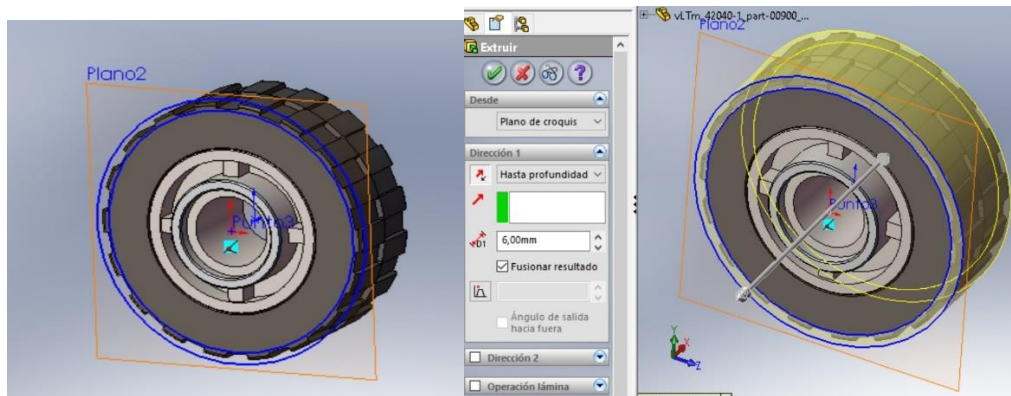 Plano2
Punto3
Extruir
Desde
Plano de croquis
Dirección 1
Hasta profundidad
D1
6,00mm
Fusionar resultado
Ángulo de salida
hacia fuera
Dirección 2
Operación lámina
vLTm_42040-1_part-00900_...
Plano2
Punto3
Y
X
Z